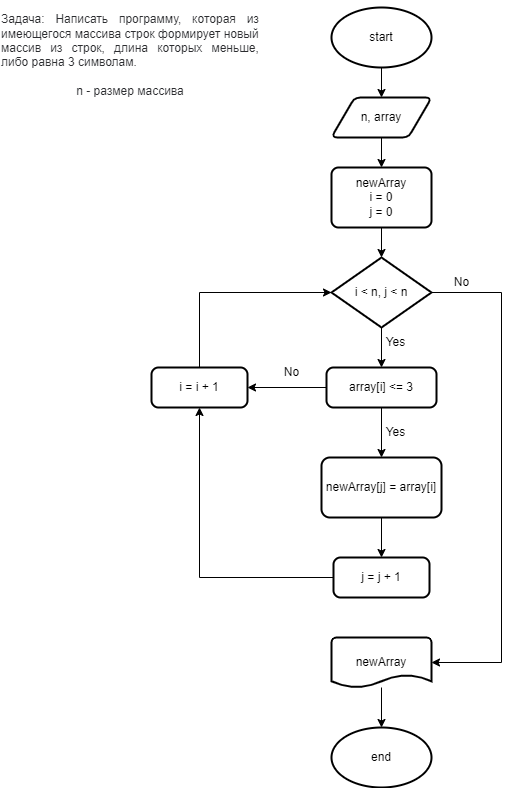 Задача: Написать программу, которая из
имеющегося массива строк формирует новый
массив из строк, длина которых меньше,
либо равна 3 символам.
n - размер массива
start
n, array
newArray
i = 0
j = 0
i < n, j < n
No
Yes
i = i + 1
No
array[i] <= 3
Yes
newArray[j] = array[i]
j = j + 1
newArray
end